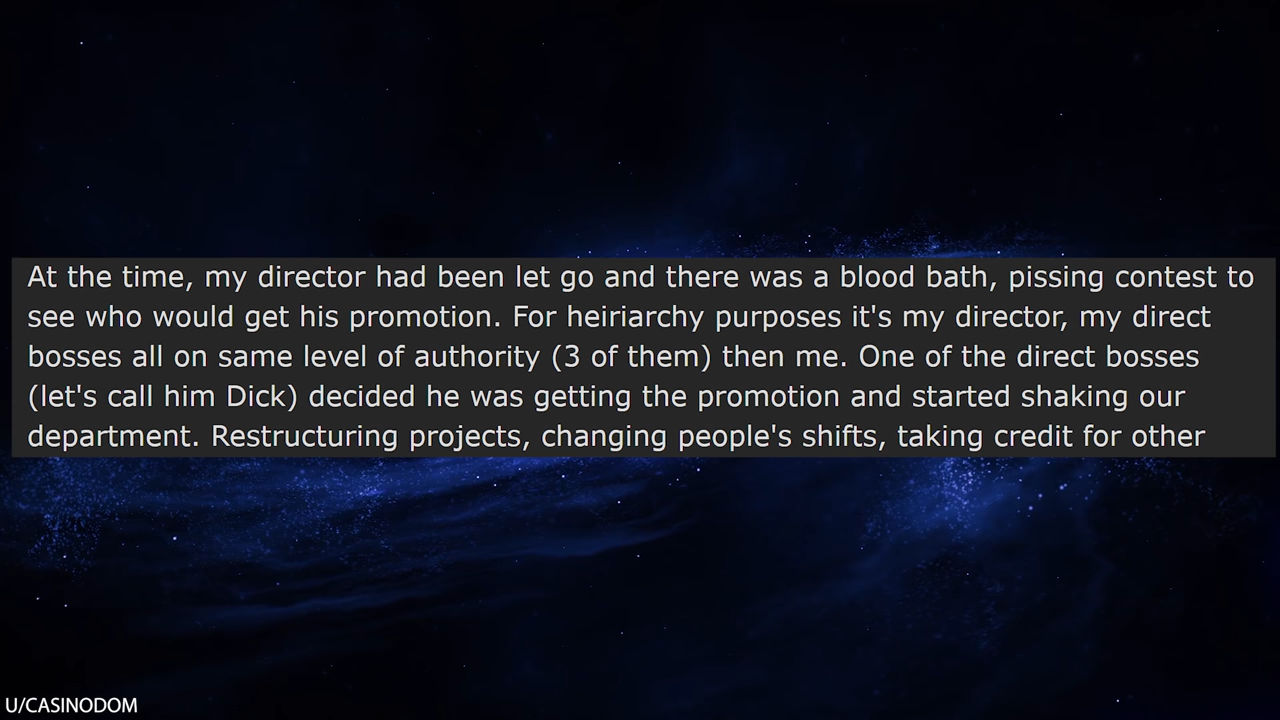 At the time, my director had been let go and there was a blood bath, pissing contest to
see who would get his promotion. For heiriarchy purposes it's my director, my direct
bosses all on same level of authority (3 of them) then me. One of the direct bosses
(let's call him Dick) decided he was getting the promotion and started shaking our
department. Restructuring projects, changing people's shifts, taking credit for other
U/CASINODOM